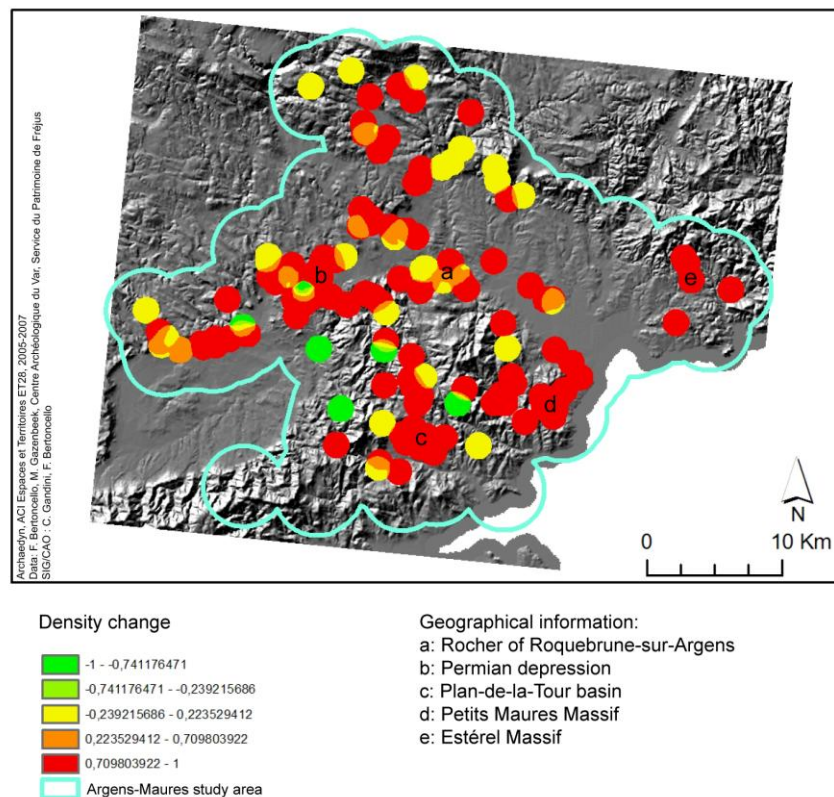 Archaedyn, ACI Espaces et Territoires ET28, 2005-2007
Data: F. Bertoncello, M. Gazenbeek, Centre Archéologique du Var, Service du Patrimoine de Fréjus
SIG/CAO : C. Gandini, F. Bertoncello
a
b
e
d
c
N
0 10 Km
Density change
-1 - -0,741176471
-0,741176471 - -0,239215686
-0,239215686 - 0,223529412
0,223529412 - 0,709803922
0,709803922 - 1
Argens-Maures study area
Geographical information:
a: Rocher of Roquebrune-sur-Argens
b: Permian depression
c: Plan-de-la-Tour basin
d: Petits Maures Massif
e: Estérel Massif